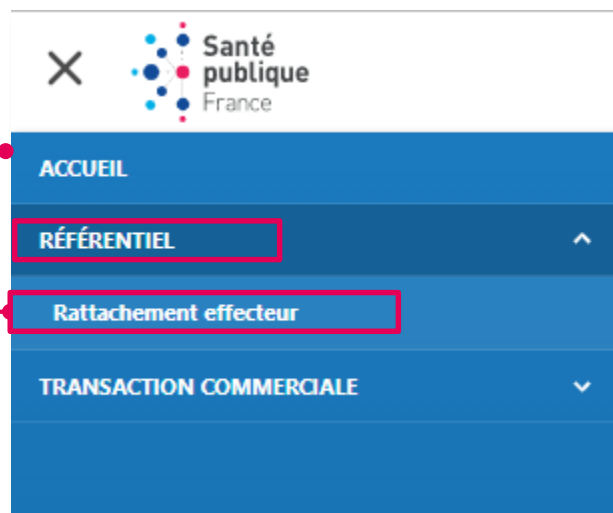 Santé
publique
France
ACCUEIL
RÉFÉRENTIEL
Rattachement effecteur
TRANSACTION COMMERCIALE